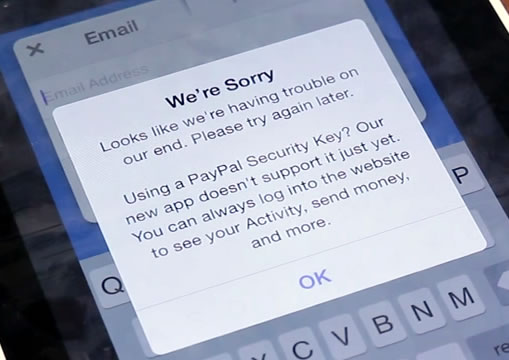 Email
Email Address
We're Sorry
Looks like we're having trouble on
our end. Please try again later.
Using a PayPal Security Key? Our
new app doesn't support it just yet.
You can always log into the website
to see your Activity, send money,
and more.
OK
P
Q
X C V B N M